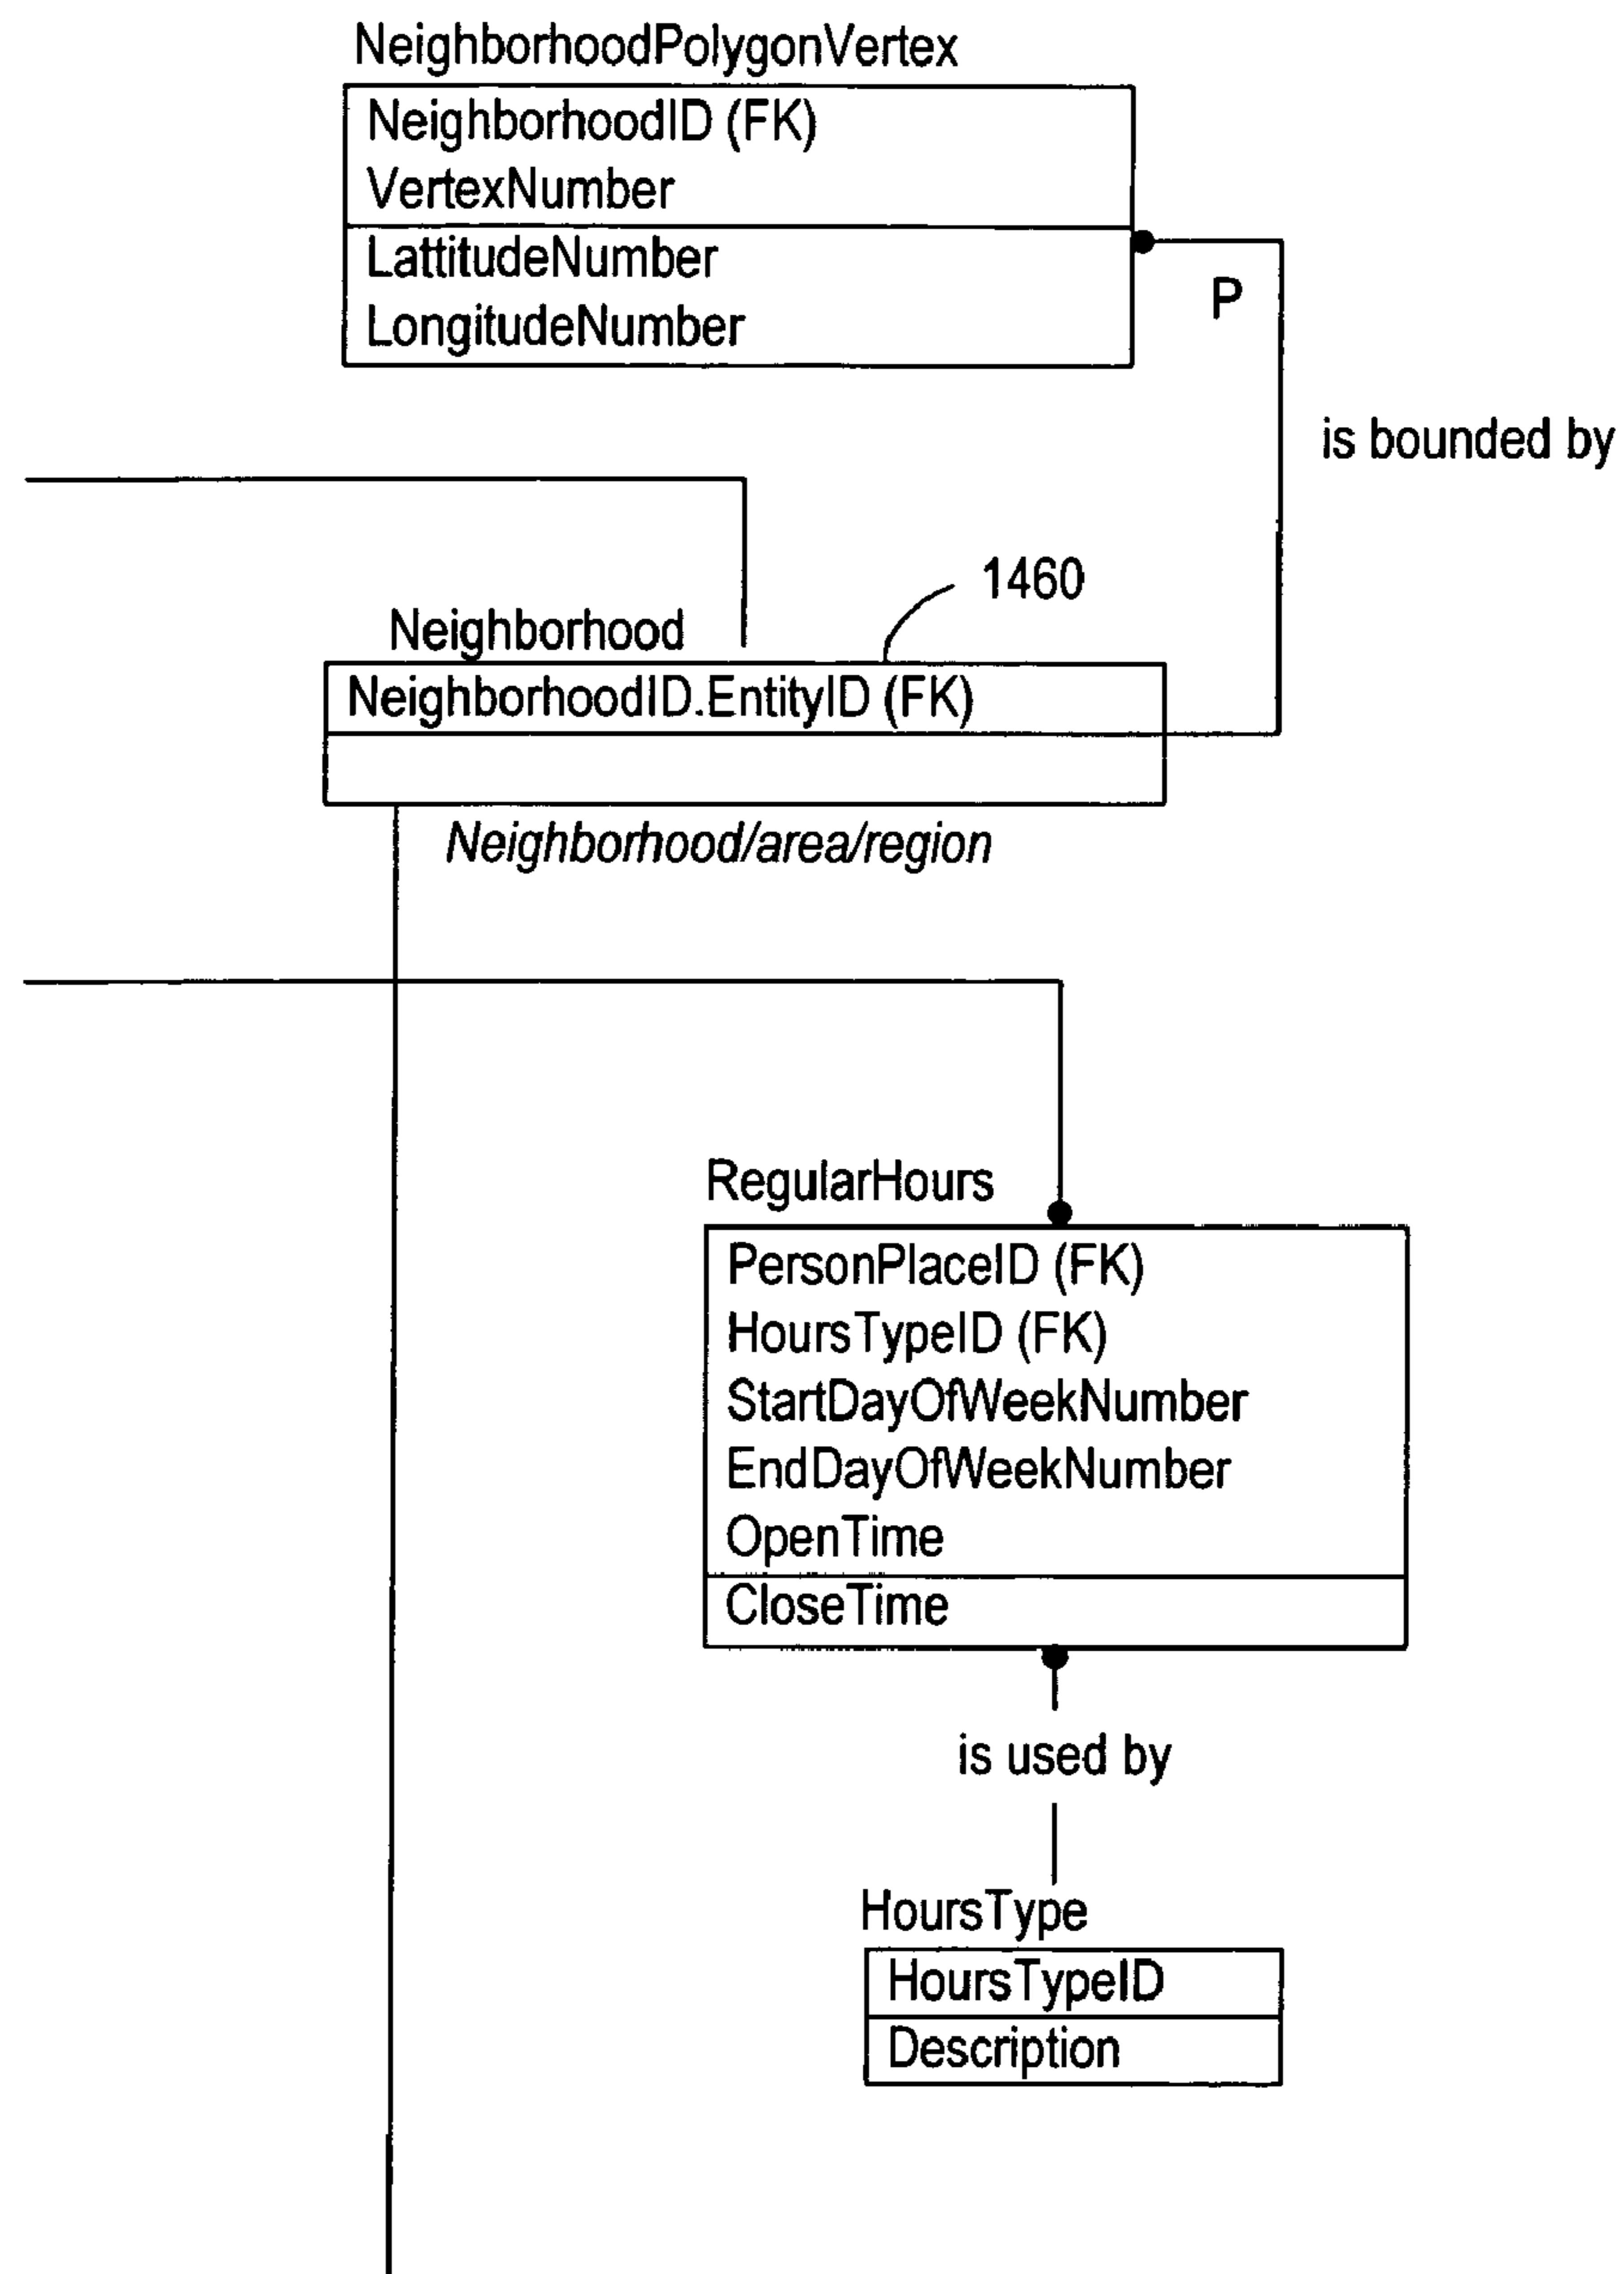 NeighborhoodPolygonVertex
NeighborhoodID (FK)
VertexNumber
LattitudeNumber
LongitudeNumber
P
is bounded by
1460
Neighborhood
NeighborhoodID.EntityID (FK)
Neighborhood/area/region
RegularHours
PersonPlaceID (FK)
HoursTypeID (FK)
StartDayOfWeekNumber
EndDayOfWeekNumber
OpenTime
CloseTime
is used by
HoursType
HoursTypeID
Description